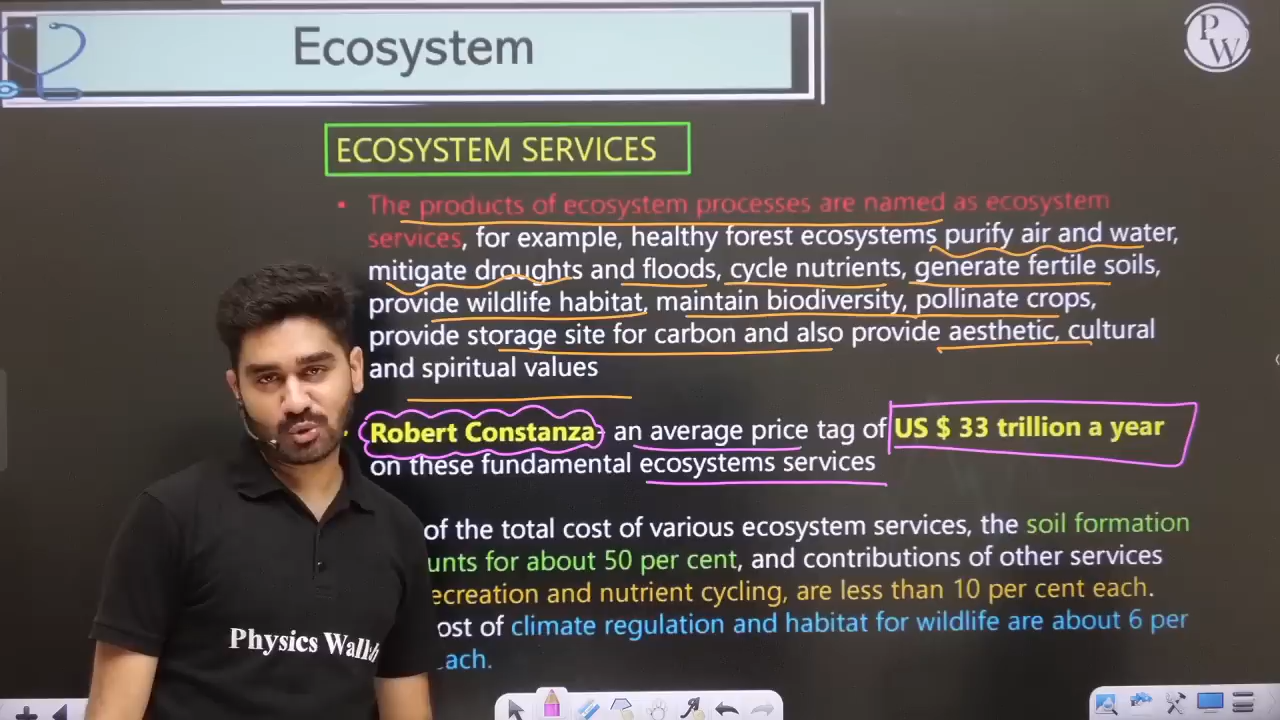 Ecosystem
PW
ECOSYSTEM SERVICES
• The products of ecosystem processes are named as ecosystem
services, for example, healthy forest ecosystems purify air and water,
mitigate droughts and floods, cycle nutrients, generate fertile soils,
provide wildlife habitat, maintain biodiversity, pollinate crops,
provide storage site for carbon and also provide aesthetic, cultural
and spiritual values
• Robert Constanza- an average price tag of US $ 33 trillion a year
on these fundamental ecosystems services
of the total cost of various ecosystem services, the soil formation
unts for about 50 per cent, and contributions of other services
ecreation and nutrient cycling, are less than 10 per cent each.
ost of climate regulation and habitat for wildlife are about 6 per
ach.
Physics Wallah